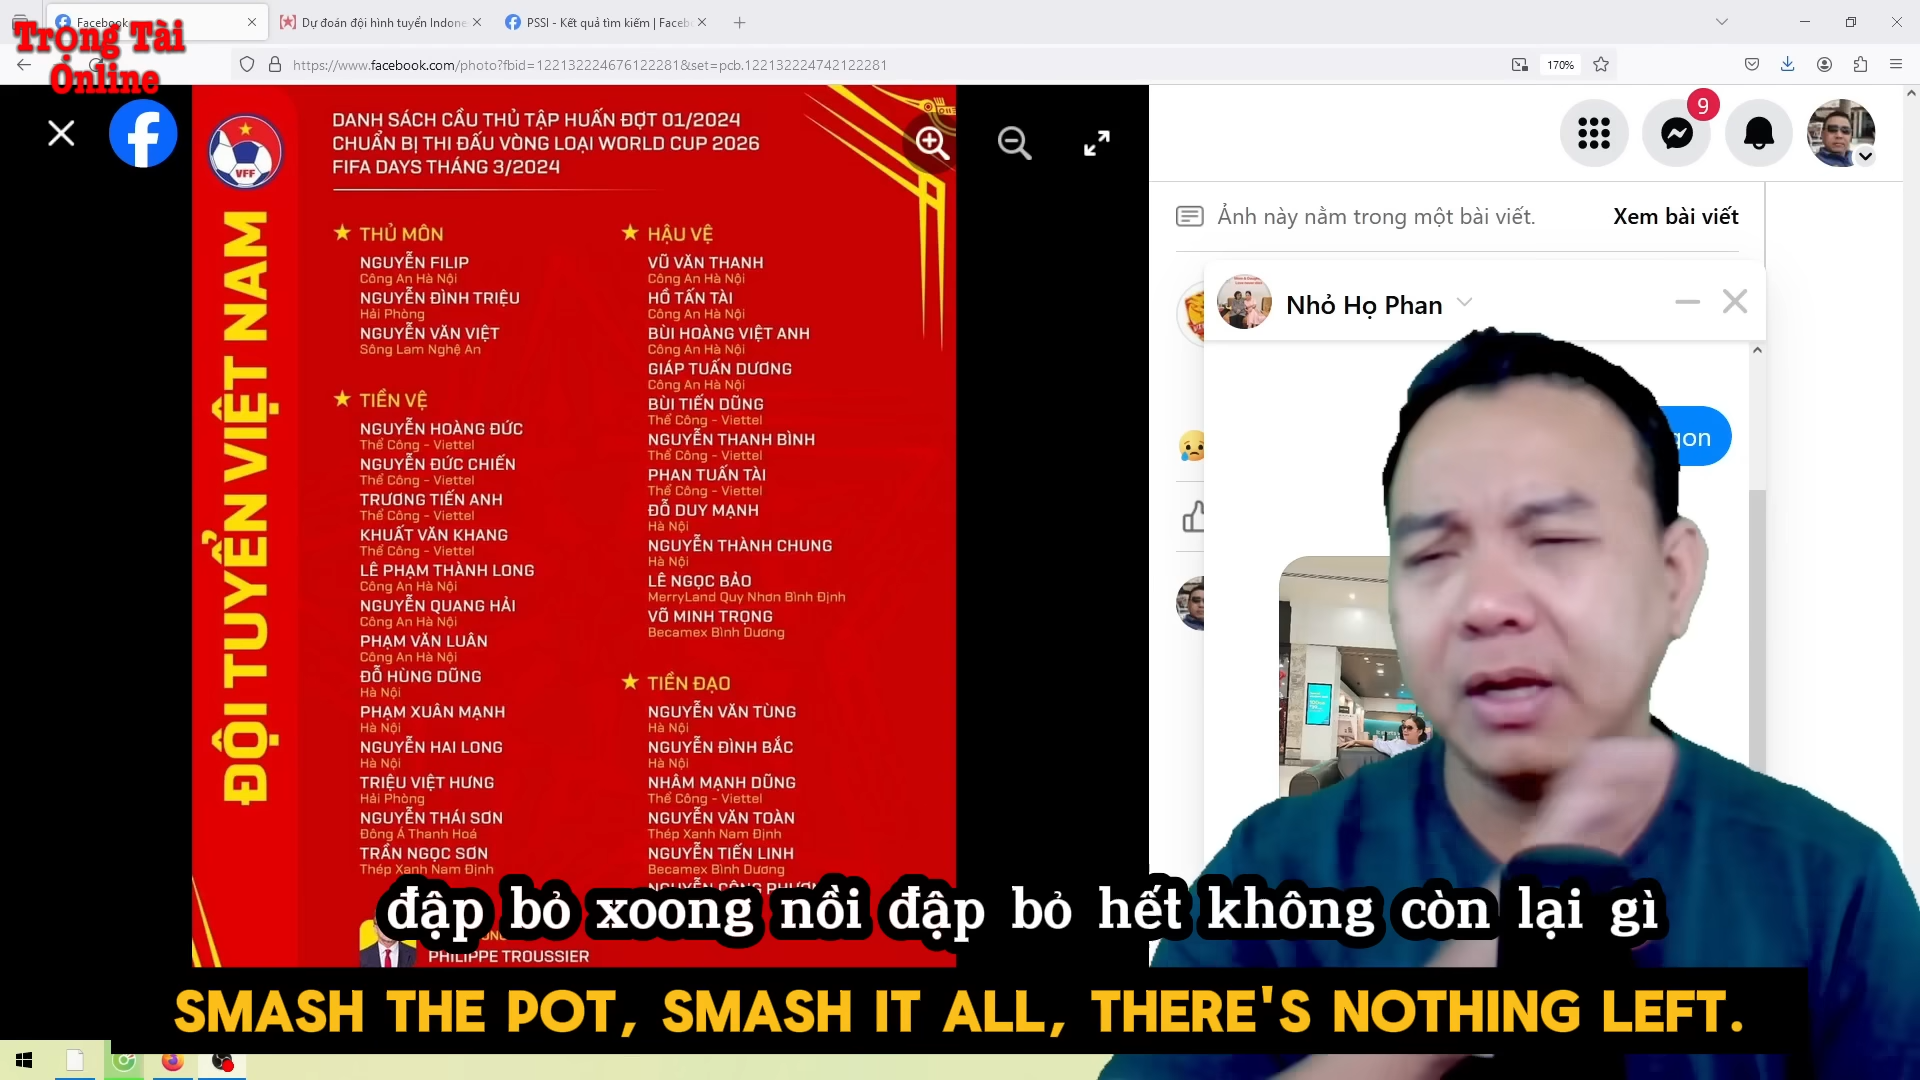 Facebook
Dự đoán đội hình tuyển Indone
PSSI - Kết quả tìm kiếm | Faceb
Trọng Tài
Online
https://www.facebook.com/photo?fbid=122132224676122281&set=pcb.122132224742122281
170%
9
VFF
ĐỘI TUYỂN VIỆT NAM
DANH SÁCH CẦU THỦ TẬP HUẤN ĐỢT 01/2024
CHUẨN BỊ THI ĐẤU VÒNG LOẠI WORLD CUP 2026
FIFA DAYS THÁNG 3/2024
THỦ MÔN
NGUYỄN FILIP
Công An Hà Nội
NGUYỄN ĐÌNH TRIỆU
Hải Phòng
NGUYỄN VĂN VIỆT
Sông Lam Nghệ An
TIỀN VỆ
NGUYỄN HOÀNG ĐỨC
Thể Công - Viettel
NGUYỄN ĐỨC CHIẾN
Thể Công - Viettel
TRƯƠNG TIẾN ANH
Thể Công - Viettel
KHUẤT VĂN KHANG
Thể Công - Viettel
LÊ PHẠM THÀNH LONG
Công An Hà Nội
NGUYỄN QUANG HẢI
Công An Hà Nội
PHẠM VĂN LUÂN
Công An Hà Nội
ĐỖ HÙNG DŨNG
Hà Nội
PHẠM XUÂN MẠNH
Hà Nội
NGUYỄN HAI LONG
Hà Nội
TRIỆU VIỆT HƯNG
Hải Phòng
NGUYỄN THÁI SƠN
Đông Á Thanh Hoá
TRẦN NGỌC SƠN
Thép Xanh Nam Định
HẬU VỆ
VŨ VĂN THANH
Công An Hà Nội
HỒ TẤN TÀI
Công An Hà Nội
BÙI HOÀNG VIỆT ANH
Công An Hà Nội
GIÁP TUẤN DƯƠNG
Công An Hà Nội
BÙI TIẾN DŨNG
Thể Công - Viettel
NGUYỄN THANH BÌNH
Thể Công - Viettel
PHAN TUẤN TÀI
Thể Công - Viettel
ĐỖ DUY MẠNH
Hà Nội
NGUYỄN THÀNH CHUNG
Hà Nội
LÊ NGỌC BẢO
MerryLand Quy Nhơn Bình Định
VÕ MINH TRỌNG
Becamex Bình Dương
TIỀN ĐẠO
NGUYỄN VĂN TÙNG
Hà Nội
NGUYỄN ĐÌNH BẮC
Hà Nội
NHÂM MẠNH DŨNG
Thể Công - Viettel
NGUYỄN VĂN TOÀN
Thép Xanh Nam Định
NGUYỄN TIẾN LINH
Becamex Bình Dương
PHILIPPE TROUSSIER
Ảnh này nằm trong một bài viết.
Xem bài viết
Nhỏ Họ Phan
đập bỏ xoong nồi đập bỏ hết không còn lại gì
SMASH THE POT, SMASH IT ALL, THERE'S NOTHING LEFT.